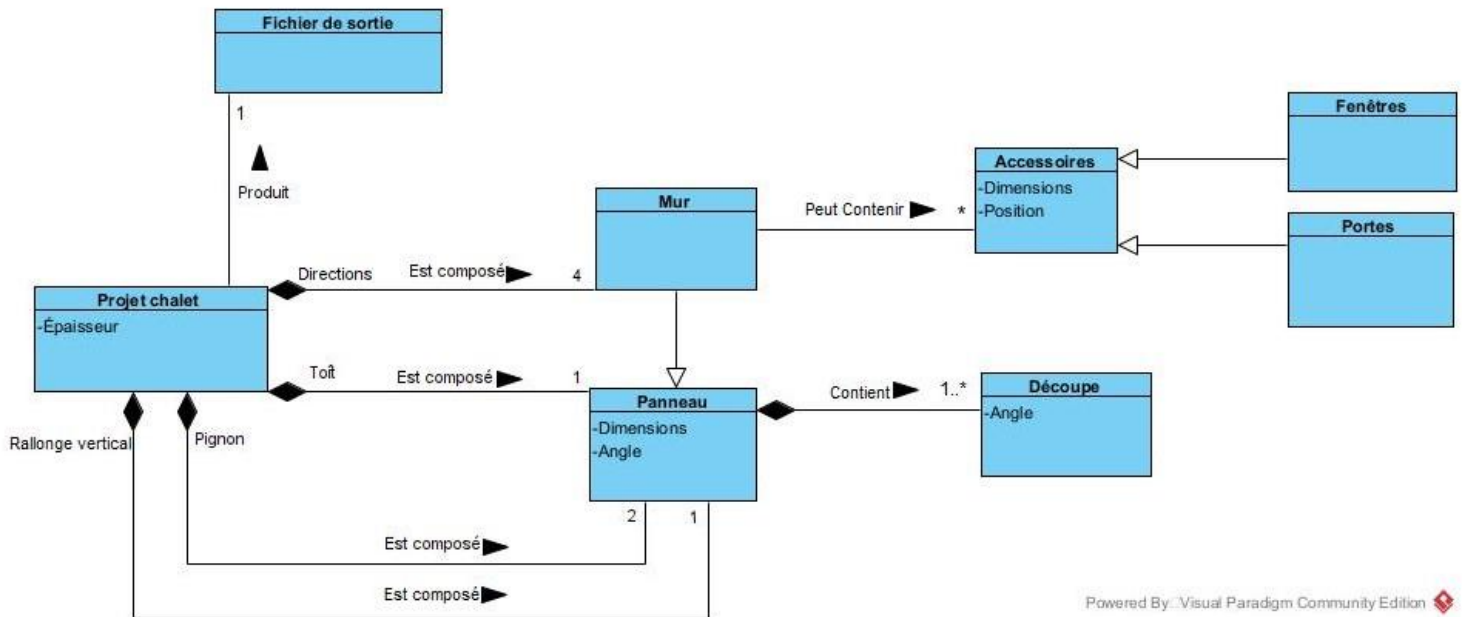 Fichier de sortie
1
Produit
Fenêtres
Accessoires
-Dimensions
-Position
Mur
Peut Contenir
*
Portes
Directions
Est composé
4
Projet chalet
-Épaisseur
Toît
Est composé
1
Panneau
-Dimensions
-Angle
Contient
1..*
Découpe
-Angle
Rallonge vertical
Pignon
2
1
Est composé
Est composé
Powered By Visual Paradigm Community Edition